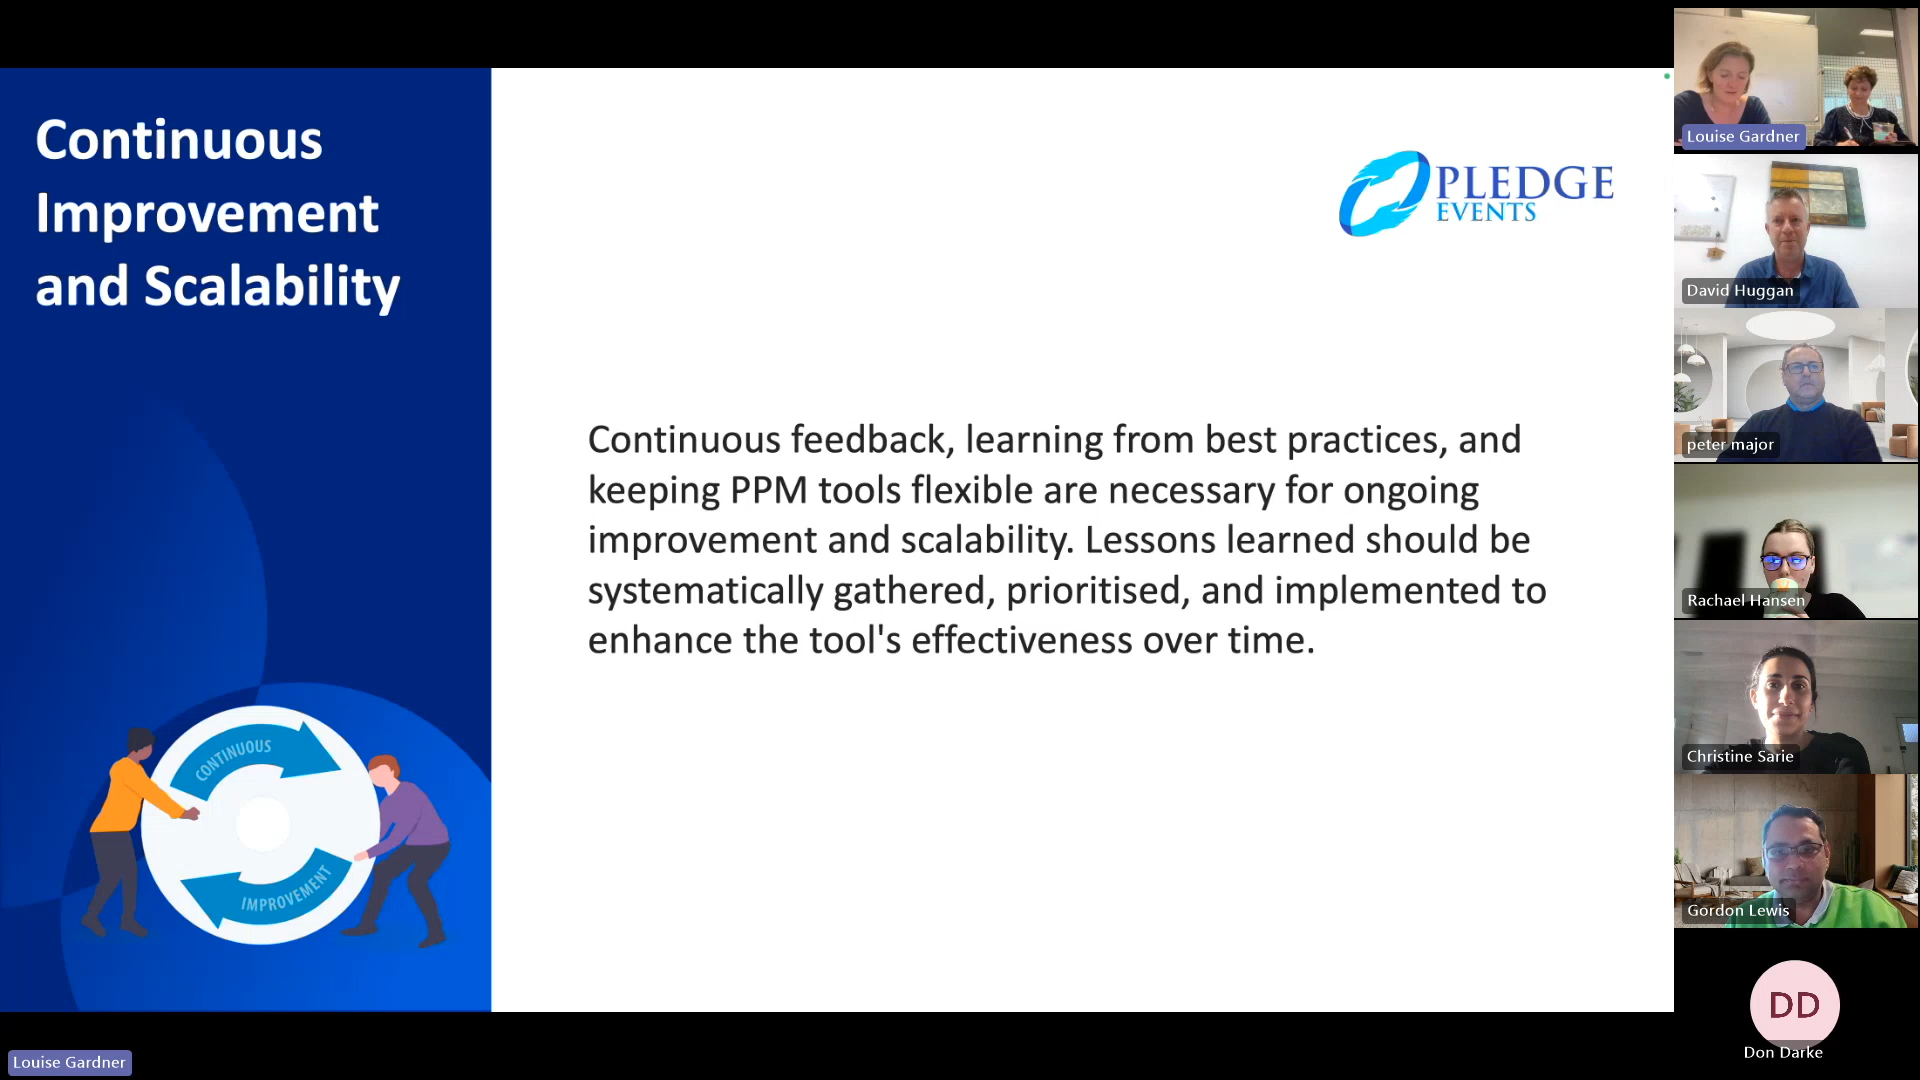 Continuous
Improvement
and Scalability
CONTINUOUS
IMPROVEMENT
PLEDGE
EVENTS
Continuous feedback, learning from best practices, and
keeping PPM tools flexible are necessary for ongoing
improvement and scalability. Lessons learned should be
systematically gathered, prioritised, and implemented to
enhance the tool's effectiveness over time.
Louise Gardner
David Huggan
peter major
Rachael Hansen
Christine Sarie
Gordon Lewis
DD
Don Darke
Louise Gardner